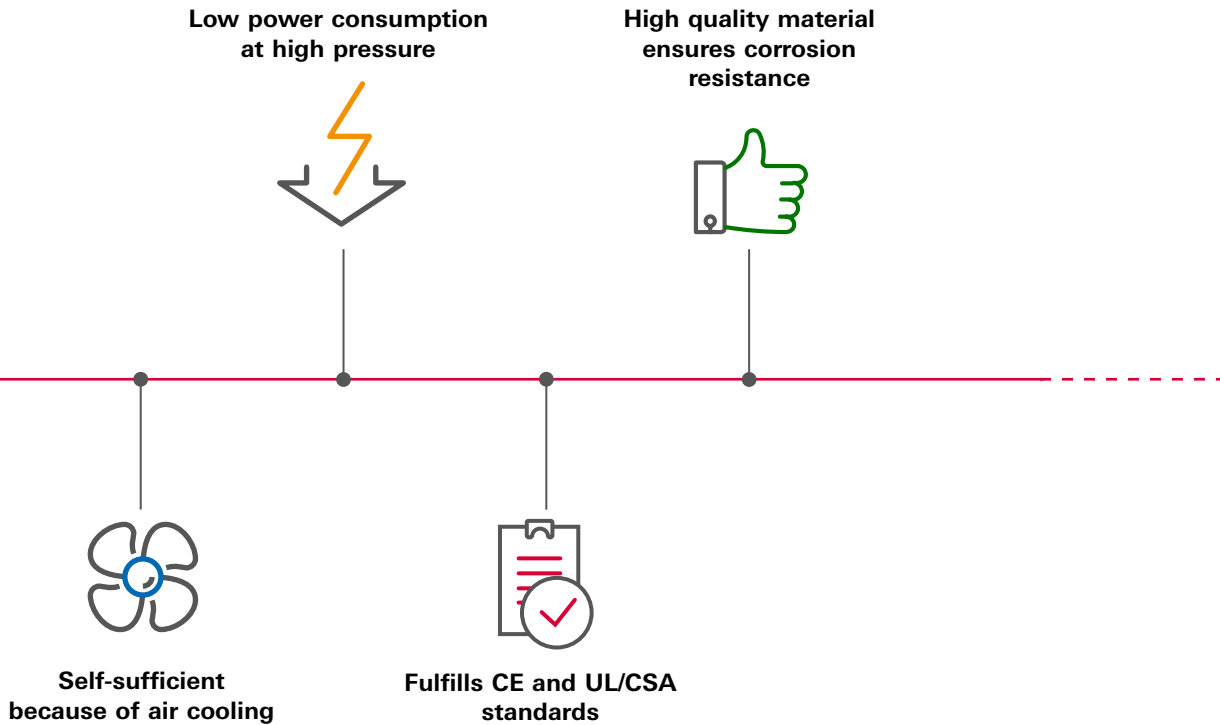 Low power consumption
at high pressure
High quality material
ensures corrosion
resistance
Self-sufficient
because of air cooling
Fulfills CE and UL/CSA
standards